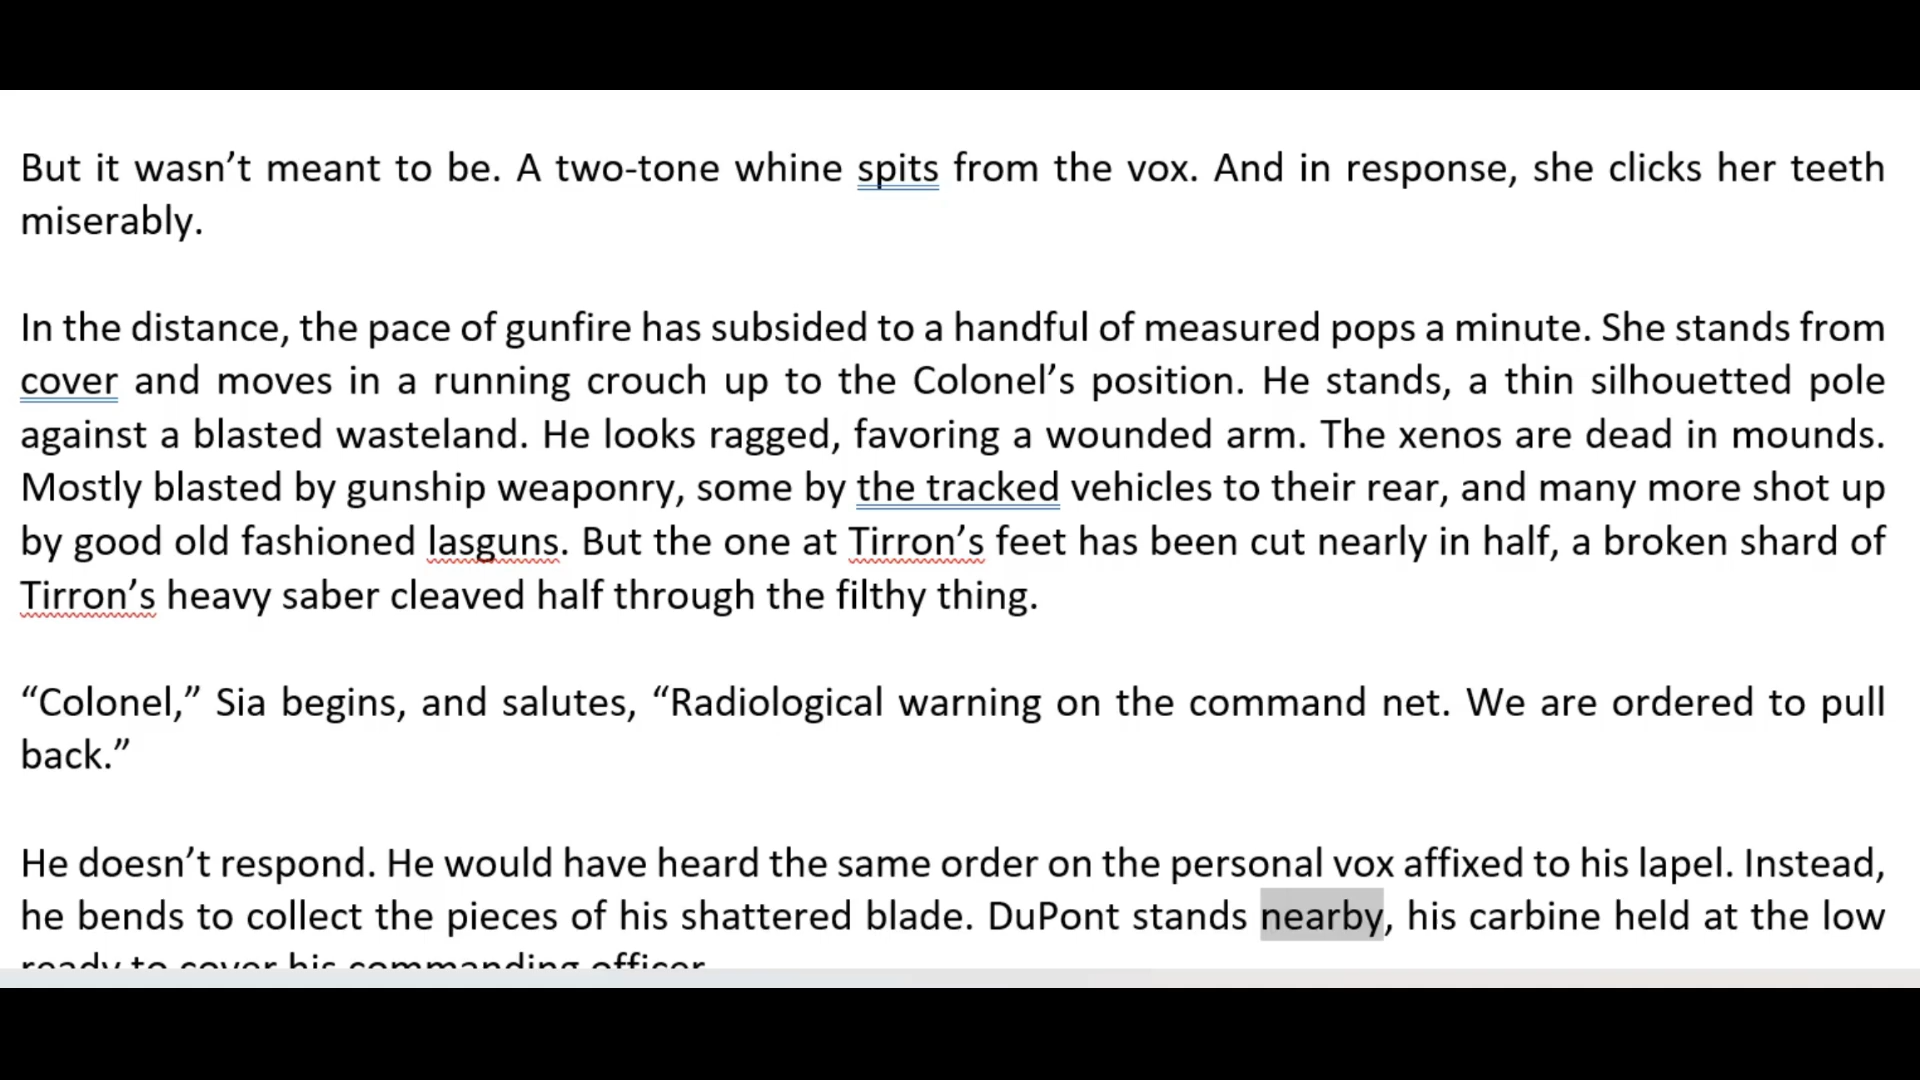 But it wasn’t meant to be. A two-tone whine spits from the vox. And in response, she clicks her teeth
miserably.
In the distance, the pace of gunfire has subsided to a handful of measured pops a minute. She stands from
cover and moves in a running crouch up to the Colonel’s position. He stands, a thin silhouetted pole
against a blasted wasteland. He looks ragged, favoring a wounded arm. The xenos are dead in mounds.
Mostly blasted by gunship weaponry, some by the tracked vehicles to their rear, and many more shot up
by good old fashioned lasguns. But the one at Tirron’s feet has been cut nearly in half, a broken shard of
Tirron’s heavy saber cleaved half through the filthy thing.
“Colonel,” Sia begins, and salutes, “Radiological warning on the command net. We are ordered to pull
back.”
He doesn’t respond. He would have heard the same order on the personal vox affixed to his lapel. Instead,
he bends to collect the pieces of his shattered blade. DuPont stands nearby, his carbine held at the low
ready to cover his commanding officer